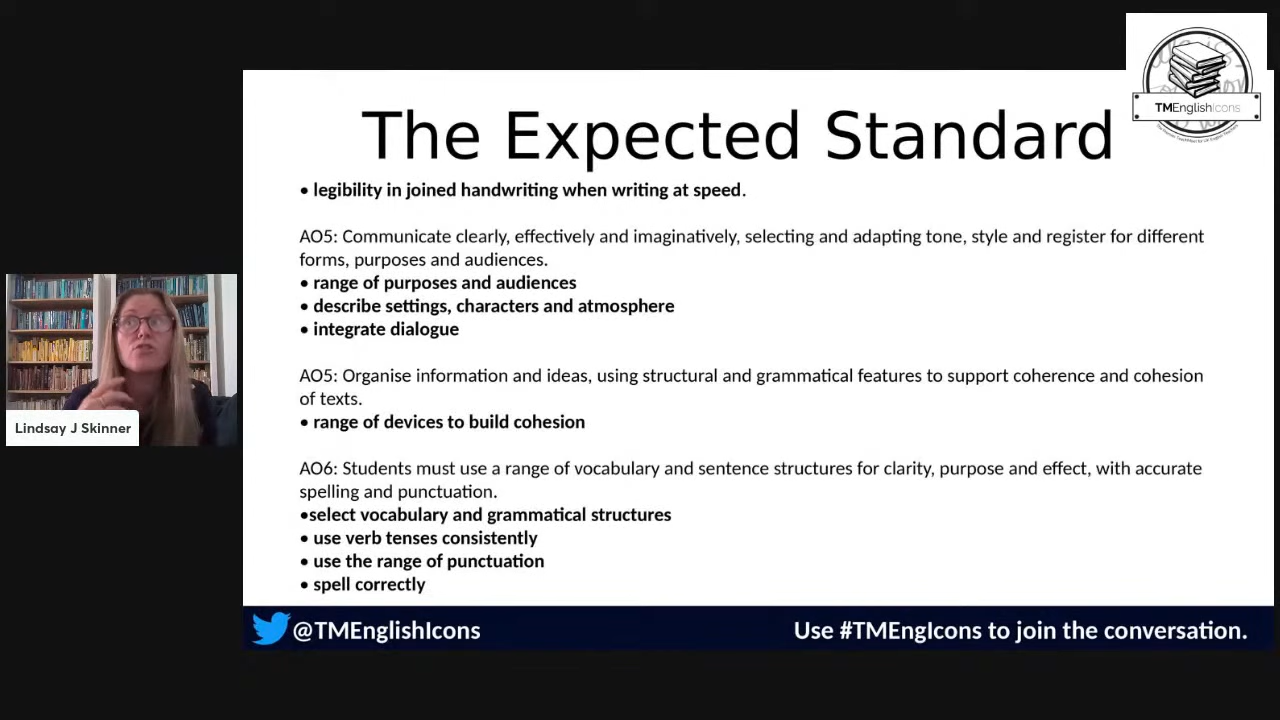 The Expected Standard
• legibility in joined handwriting when writing at speed.
AO5: Communicate clearly, effectively and imaginatively, selecting and adapting tone, style and register for different
forms, purposes and audiences.
• range of purposes and audiences
• describe settings, characters and atmosphere
• integrate dialogue
AO5: Organise information and ideas, using structural and grammatical features to support coherence and cohesion
of texts.
• range of devices to build cohesion
AO6: Students must use a range of vocabulary and sentence structures for clarity, purpose and effect, with accurate
spelling and punctuation.
•select vocabulary and grammatical structures
• use verb tenses consistently
• use the range of punctuation
• spell correctly
@TMEnglishIcons
Use #TMEngIcons to join the conversation.
TMEnglishIcons
Lindsay J Skinner